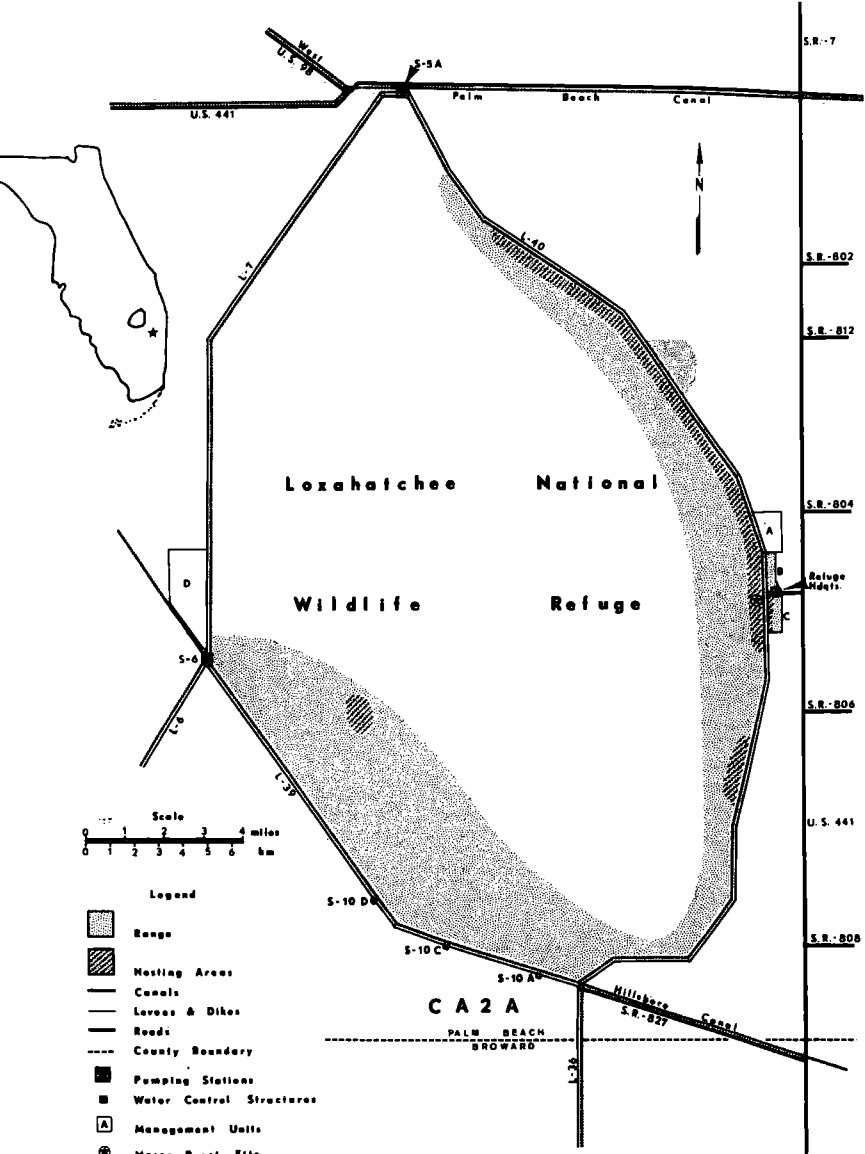 S.R.-7
West
U.S. 98
S-5A
Palm Beach Canal
U.S. 441
N
L-40
S.R.-802
L-7
S.R.-812
Loxahatchee National
S.R.-804
A
D
B
Refuge
Hdqts.
Wildlife Refuge
C
S-6
L-6
S.R.-806
L-39
Scale
0 1 2 3 4 miles
0 1 2 3 4 5 6 km
U.S. 441
Legend
S-10 D
Range
S.R.-808
S-10 C
Nesting Areas
S-10 A
Canals
Hillsboro Canal
S.R.-827
CA2A
Levees & Dikes
Roads
PALM BEACH
BROWARD
County Boundary
L-36
Pumping Stations
Water Control Structures
A
Management Units